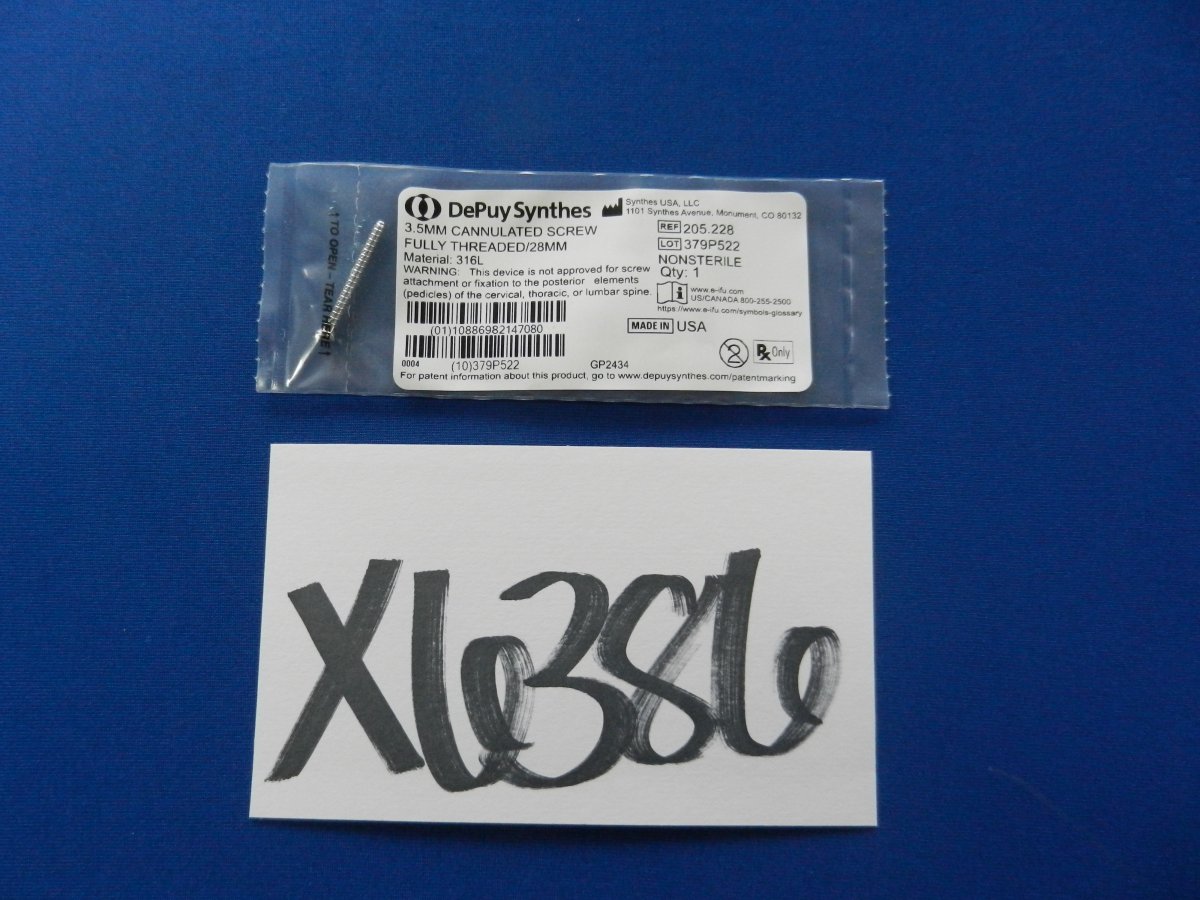 ! TO OPEN - TEAR HERE !
DePuy Synthes
Synthes USA, LLC
1101 Synthes Avenue, Monument, CO 80132
3.5MM CANNULATED SCREW
FULLY THREADED/28MM
Material: 316L
WARNING: This device is not approved for screw
attachment or fixation to the posterior elements
(pedicles) of the cervical, thoracic, or lumbar spine.
REF 205.228
LOT 379P522
NONSTERILE
Qty: 1
www.e-ifu.com
US/CANADA 800-255-2500
https://www.e-ifu.com/symbols-glossary
(01)10886982147080
MADE IN USA
0004 (10)379P522 GP2434
2 Rx Only
For patent information about this product, go to www.depuysynthes.com/patentmarking
X6386